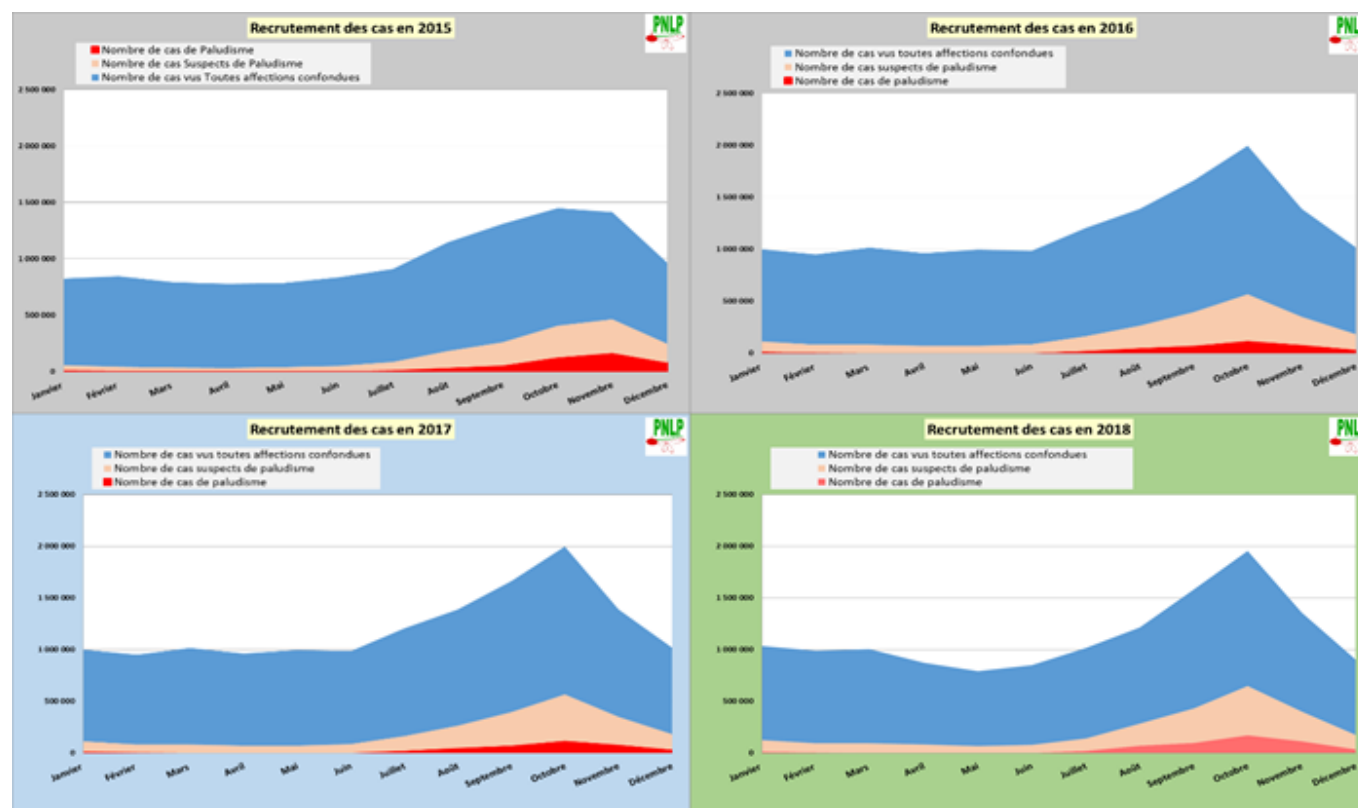 Recrutement des cas en 2015
PNLP
Nombre de cas de Paludisme
Nombre de cas Suspects de Paludisme
Nombre de cas vus Toutes affections confondues
2 500 000
2 000 000
1 500 000
1 000 000
500 000
0
Janvier Février Mars Avril Mai Juin Juillet Août Septembre Octobre Novembre Décembre
Recrutement des cas en 2016
PNL
Nombre de cas vus toutes affections confondues
Nombre de cas suspects de paludisme
Nombre de cas de paludisme
2 500 000
2 000 000
1 500 000
1 000 000
500 000
0
Janvier Février Mars Avril Mai Juin Juillet Août Septembre Octobre Novembre Décembre
Recrutement des cas en 2017
PNLP
Nombre de cas vus toutes affections confondues
Nombre de cas suspects de paludisme
Nombre de cas de paludisme
2 500 000
2 000 000
1 500 000
1 000 000
500 000
0
Janvier Février Mars Avril Mai Juin Juillet Août Septembre Octobre Novembre Décembre
Recrutement des cas en 2018
PNL
Nombre de cas vus toutes affections confondues
Nombre de cas suspects de paludisme
Nombre de cas de paludisme
2 500 000
2 000 000
1 500 000
1 000 000
500 000
0
Janvier Février Mars Avril Mai Juin Juillet Août Septembre Octobre Novembre Décembre